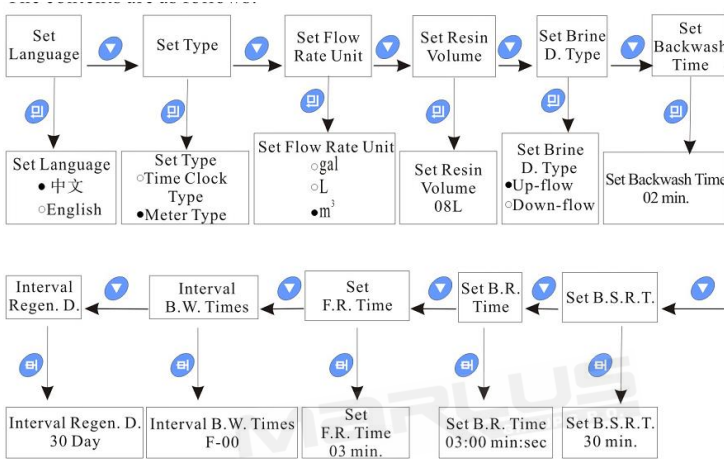 Set
Language
Set Type
Set Flow
Rate Unit
Set Resin
Volume
Set Brine
D. Type
Set
Backwash
Time
Set Language
● 中文
○English
Set Type
○Time Clock
Type
●Meter Type
Set Flow Rate Unit
○gal
○L
●m³
Set Resin
Volume
08L
Set Brine
D. Type
●Up-flow
○Down-flow
Set Backwash Time
02 min.
Interval
Regen. D.
Interval
B.W. Times
Set
F.R. Time
Set B.R.
Time
Set B.S.R.T.
Interval Regen. D.
30 Day
Interval B.W. Times
F-00
Set
F.R. Time
03 min.
Set B.R. Time
03:00 min:sec
Set B.S.R.T.
30 min.
MARLUS